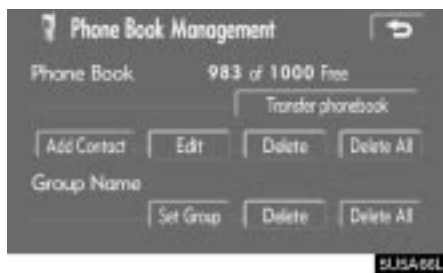 Phone Book Management
Phone Book 983 of 1000 Free
Transfer phonebook
Add Contact Edit Delete Delete All
Group Name
Set Group Delete Delete All